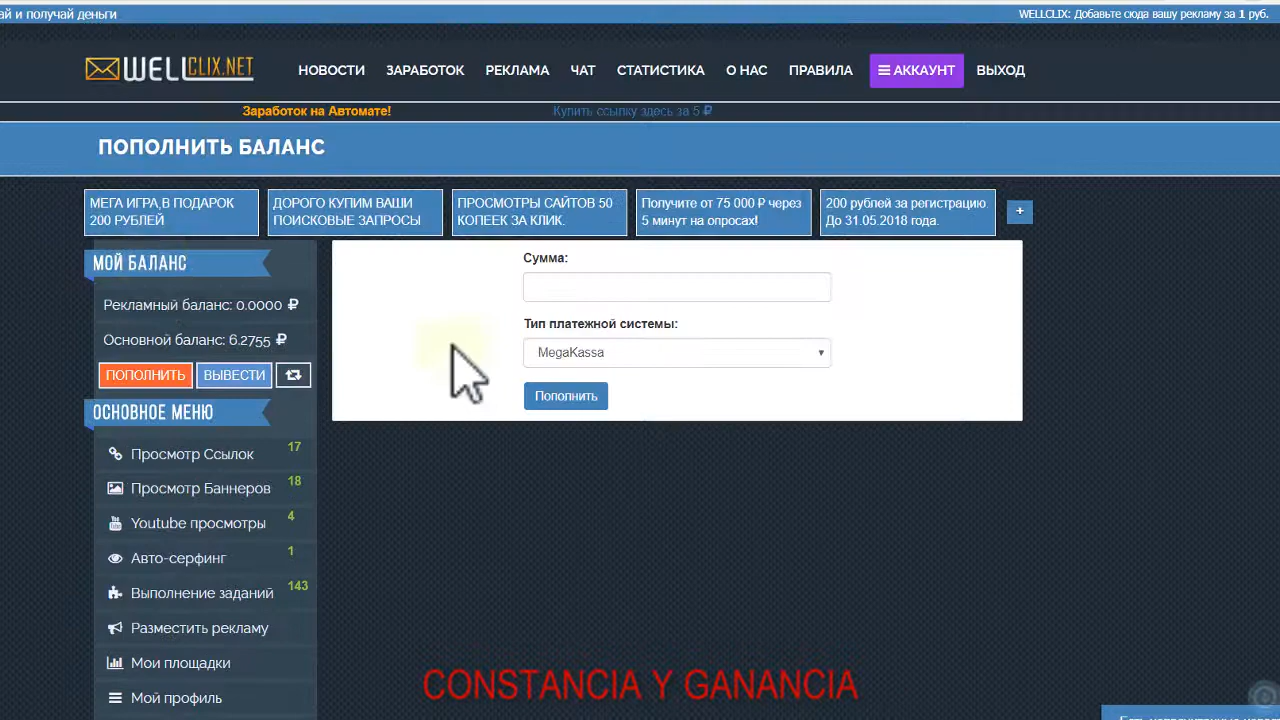 ай и получай деньги
WELLCLIX: Добавьте сюда вашу рекламу за 1 руб.
WELLCLIX.NET
НОВОСТИ ЗАРАБОТОК РЕКЛАМА ЧАТ СТАТИСТИКА О НАС ПРАВИЛА АККАУНТ ВЫХОД
Заработок на Автомате!
Купить ссылку здесь за 5 ₽
ПОПОЛНИТЬ БАЛАНС
МЕГА ИГРА,В ПОДАРОК
200 РУБЛЕЙ
ДОРОГО КУПИМ ВАШИ
ПОИСКОВЫЕ ЗАПРОСЫ
ПРОСМОТРЫ САЙТОВ 50
КОПЕЕК ЗА КЛИК.
Получите от 75 000 ₽ через
5 минут на опросах!
200 рублей за регистрацию.
До 31.05.2018 года.
+
МОЙ БАЛАНС
Рекламный баланс: 0.0000 ₽
Основной баланс: 6.2755 ₽
ПОПОЛНИТЬ ВЫВЕСТИ
ОСНОВНОЕ МЕНЮ
Просмотр Ссылок 17
Просмотр Баннеров 18
Youtube просмотры 4
Авто-серфинг 1
Выполнение заданий 143
Разместить рекламу
Мои площадки
Мой профиль
Сумма:
Тип платежной системы:
MegaKassa
Пополнить
CONSTANCIA Y GANANCIA